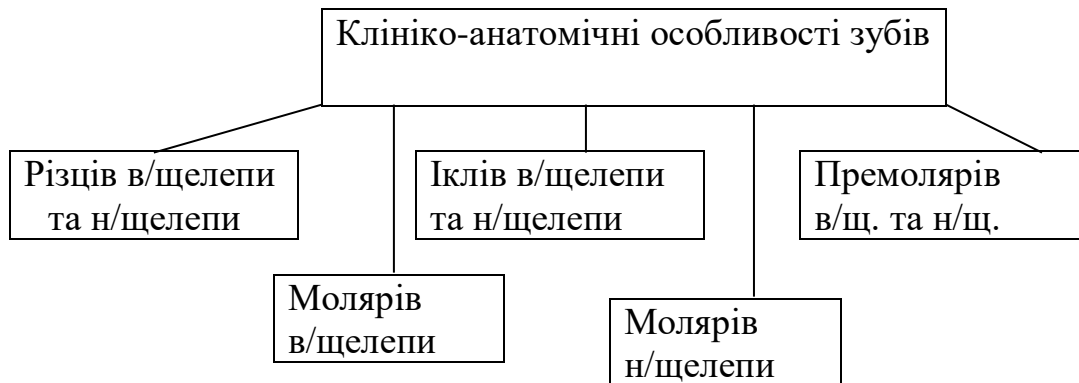 Клініко-анатомічні особливості зубів
Різців в/щелепи
та н/щелепи
Іклів в/щелепи
та н/щелепи
Премолярів
в/щ. та н/щ.
Молярів
в/щелепи
Молярів
н/щелепи